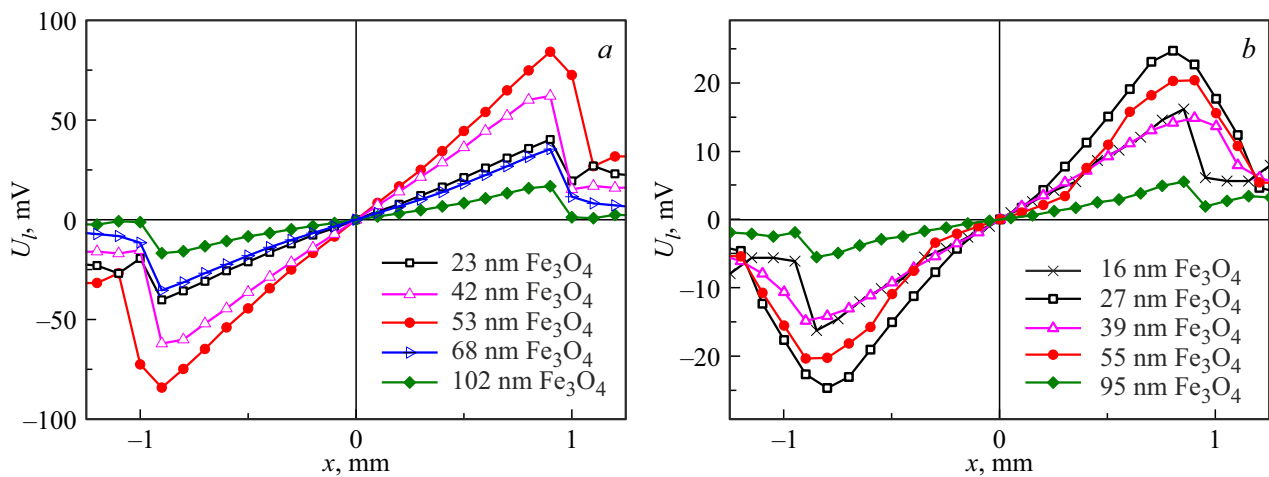 a
100
50
0
−50
−100
U_l, mV
−1
0
1
x, mm
23 nm Fe₃O₄
42 nm Fe₃O₄
53 nm Fe₃O₄
68 nm Fe₃O₄
102 nm Fe₃O₄
b
20
10
0
−10
−20
U_l, mV
−1
0
1
x, mm
16 nm Fe₃O₄
27 nm Fe₃O₄
39 nm Fe₃O₄
55 nm Fe₃O₄
95 nm Fe₃O₄